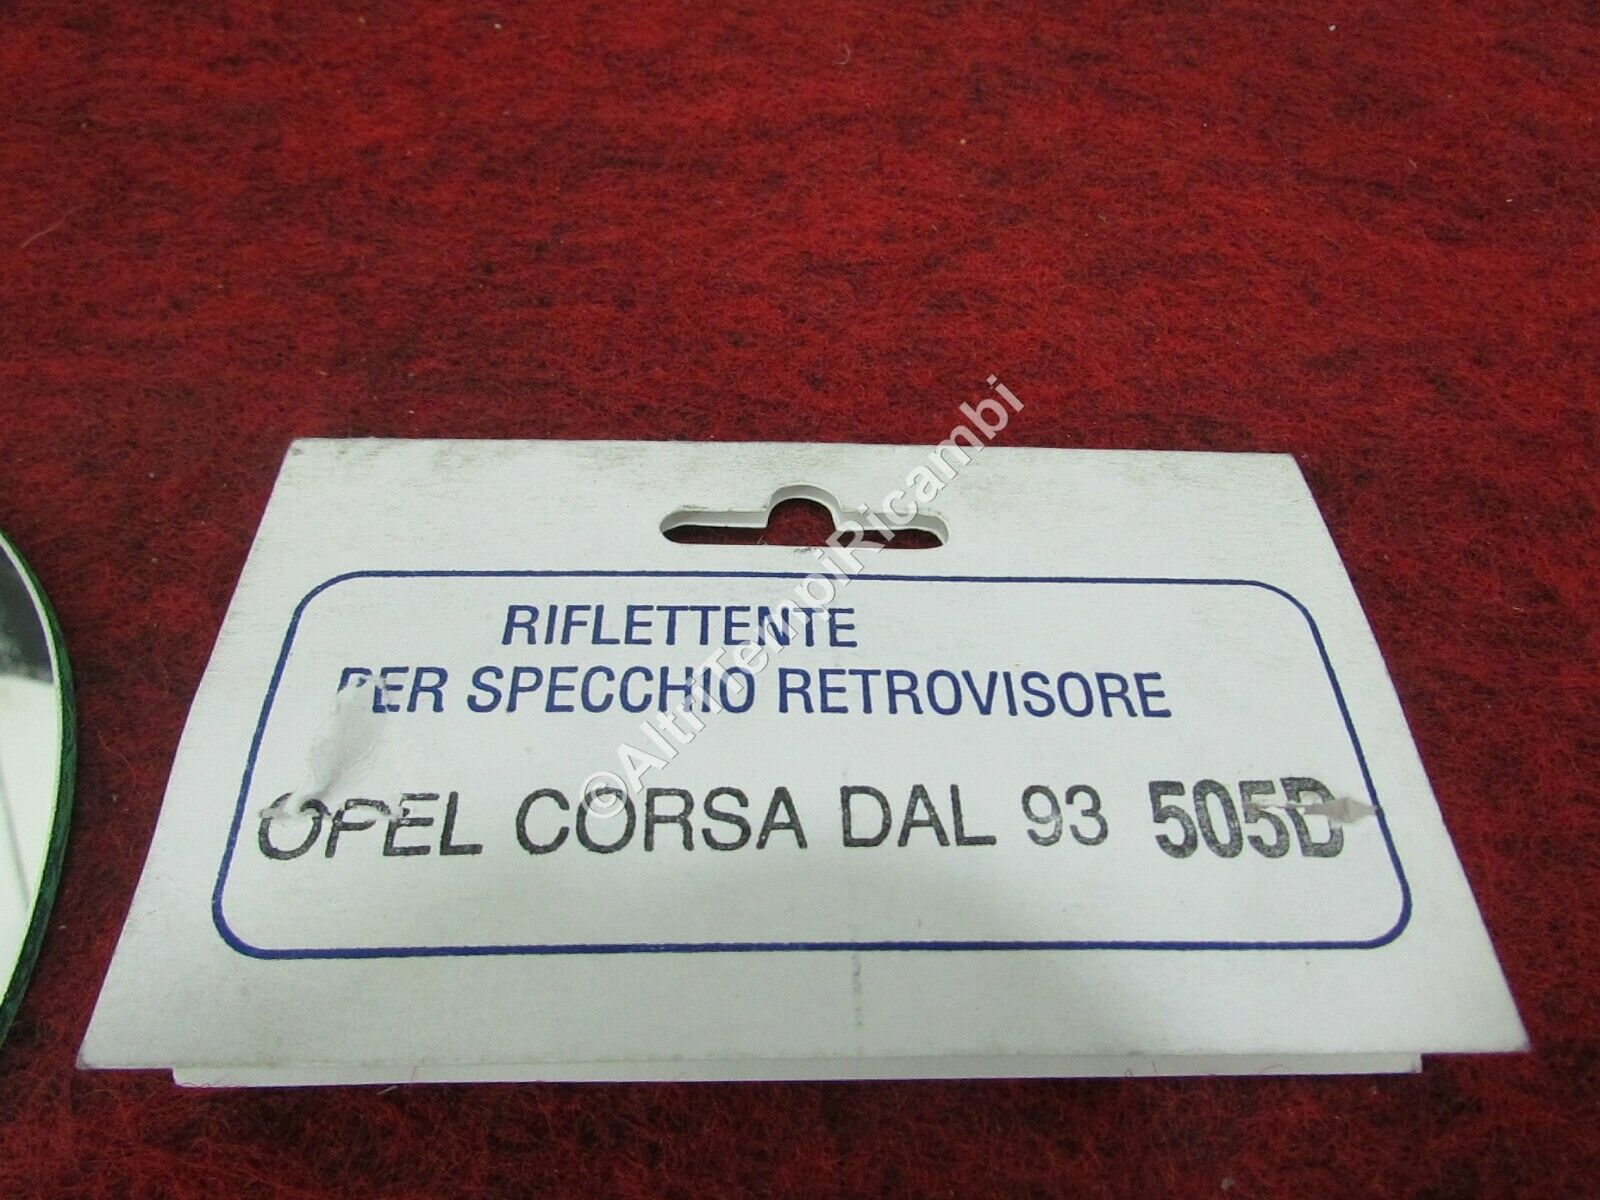 RIFLETTENTE
PER SPECCHIO RETROVISORE
OPEL CORSA DAL 93 505D
©AltriTempiRicambi